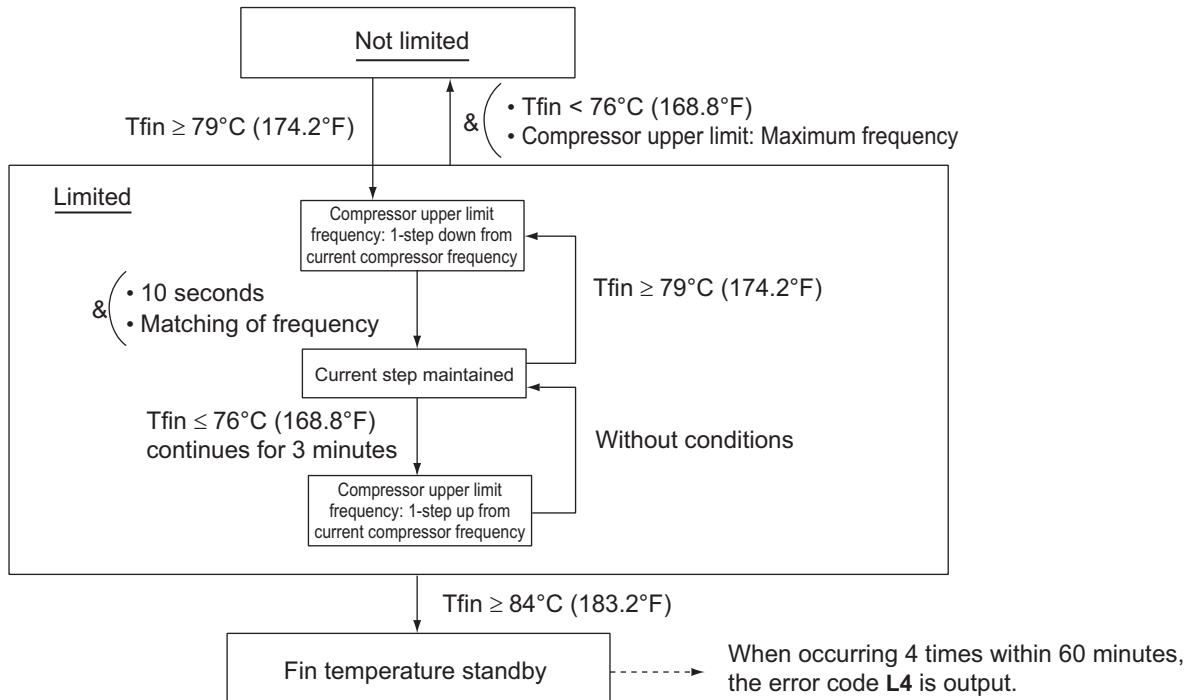 Not limited
Tfin ≥ 79°C (174.2°F)
&
• Tfin < 76°C (168.8°F)
• Compressor upper limit: Maximum frequency
Limited
Compressor upper limit
frequency: 1-step down from
current compressor frequency
&
• 10 seconds
• Matching of frequency
Tfin ≥ 79°C (174.2°F)
Current step maintained
Tfin ≤ 76°C (168.8°F)
continues for 3 minutes
Without conditions
Compressor upper limit
frequency: 1-step up from
current compressor frequency
Tfin ≥ 84°C (183.2°F)
Fin temperature standby
When occurring 4 times within 60 minutes,
the error code L4 is output.